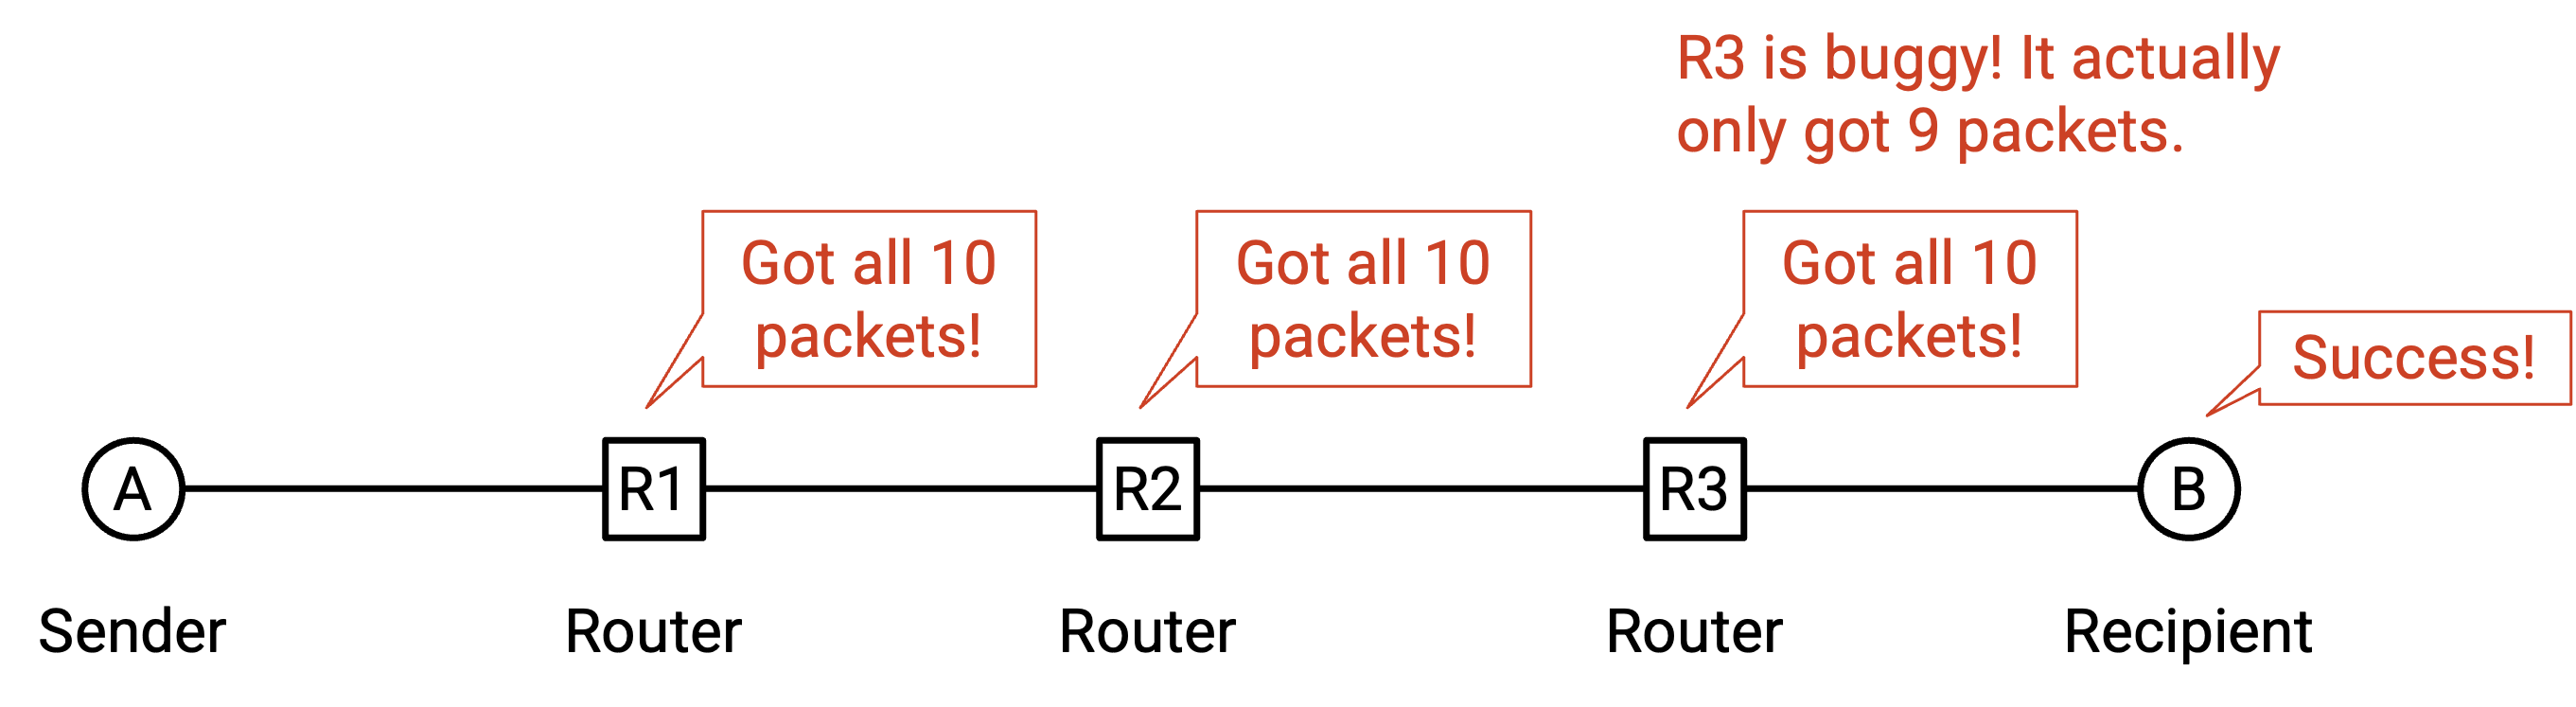 R3 is buggy! It actually
only got 9 packets.
Got all 10
packets!
Got all 10
packets!
Got all 10
packets!
Success!
A
R1
R2
R3
B
Sender
Router
Router
Router
Recipient